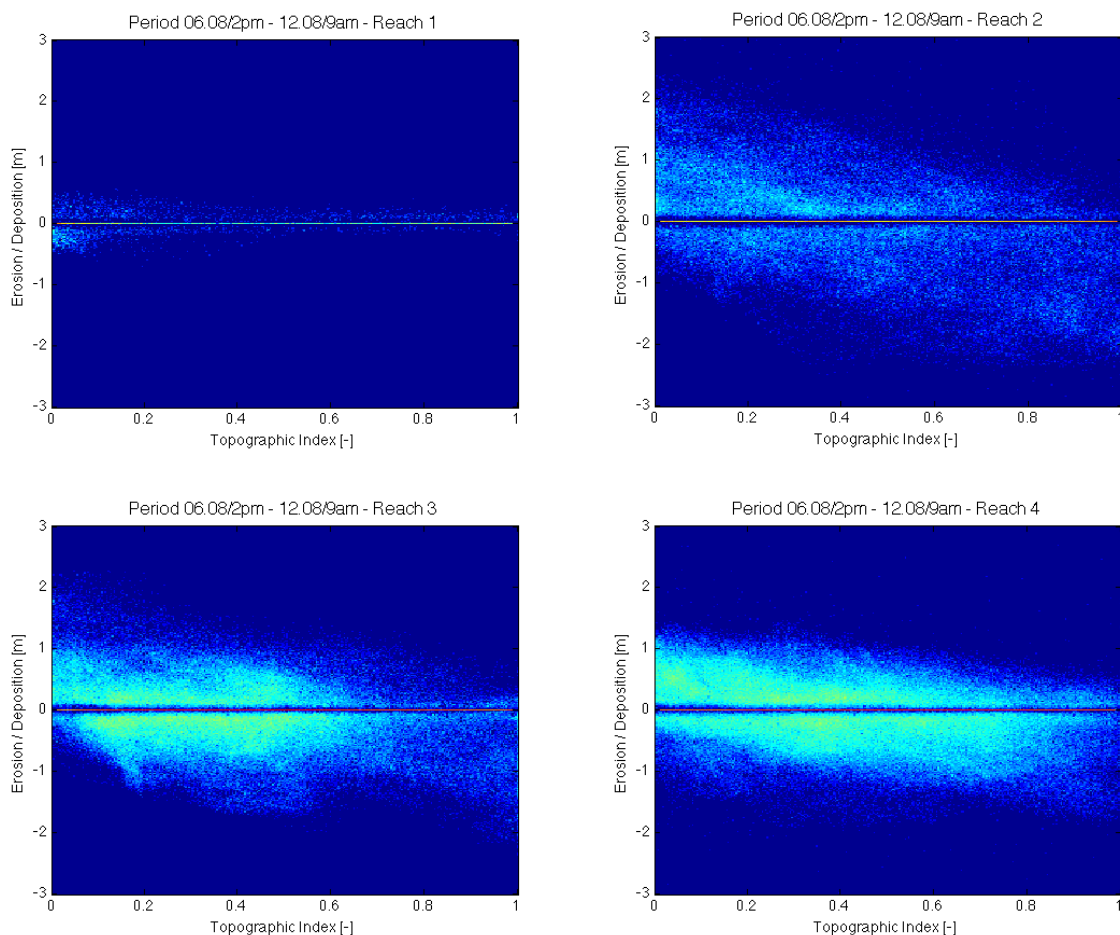 Period 06.08/2pm - 12.08/9am - Reach 1
3
2
1
0
-1
-2
-3
Erosion / Deposition [m]
0 0.2 0.4 0.6 0.8 1
Topographic Index [-]
Period 06.08/2pm - 12.08/9am - Reach 2
3
2
1
0
-1
-2
-3
Erosion / Deposition [m]
0 0.2 0.4 0.6 0.8 1
Topographic Index [-]
Period 06.08/2pm - 12.08/9am - Reach 3
3
2
1
0
-1
-2
-3
Erosion / Deposition [m]
0 0.2 0.4 0.6 0.8 1
Topographic Index [-]
Period 06.08/2pm - 12.08/9am - Reach 4
3
2
1
0
-1
-2
-3
Erosion / Deposition [m]
0 0.2 0.4 0.6 0.8 1
Topographic Index [-]